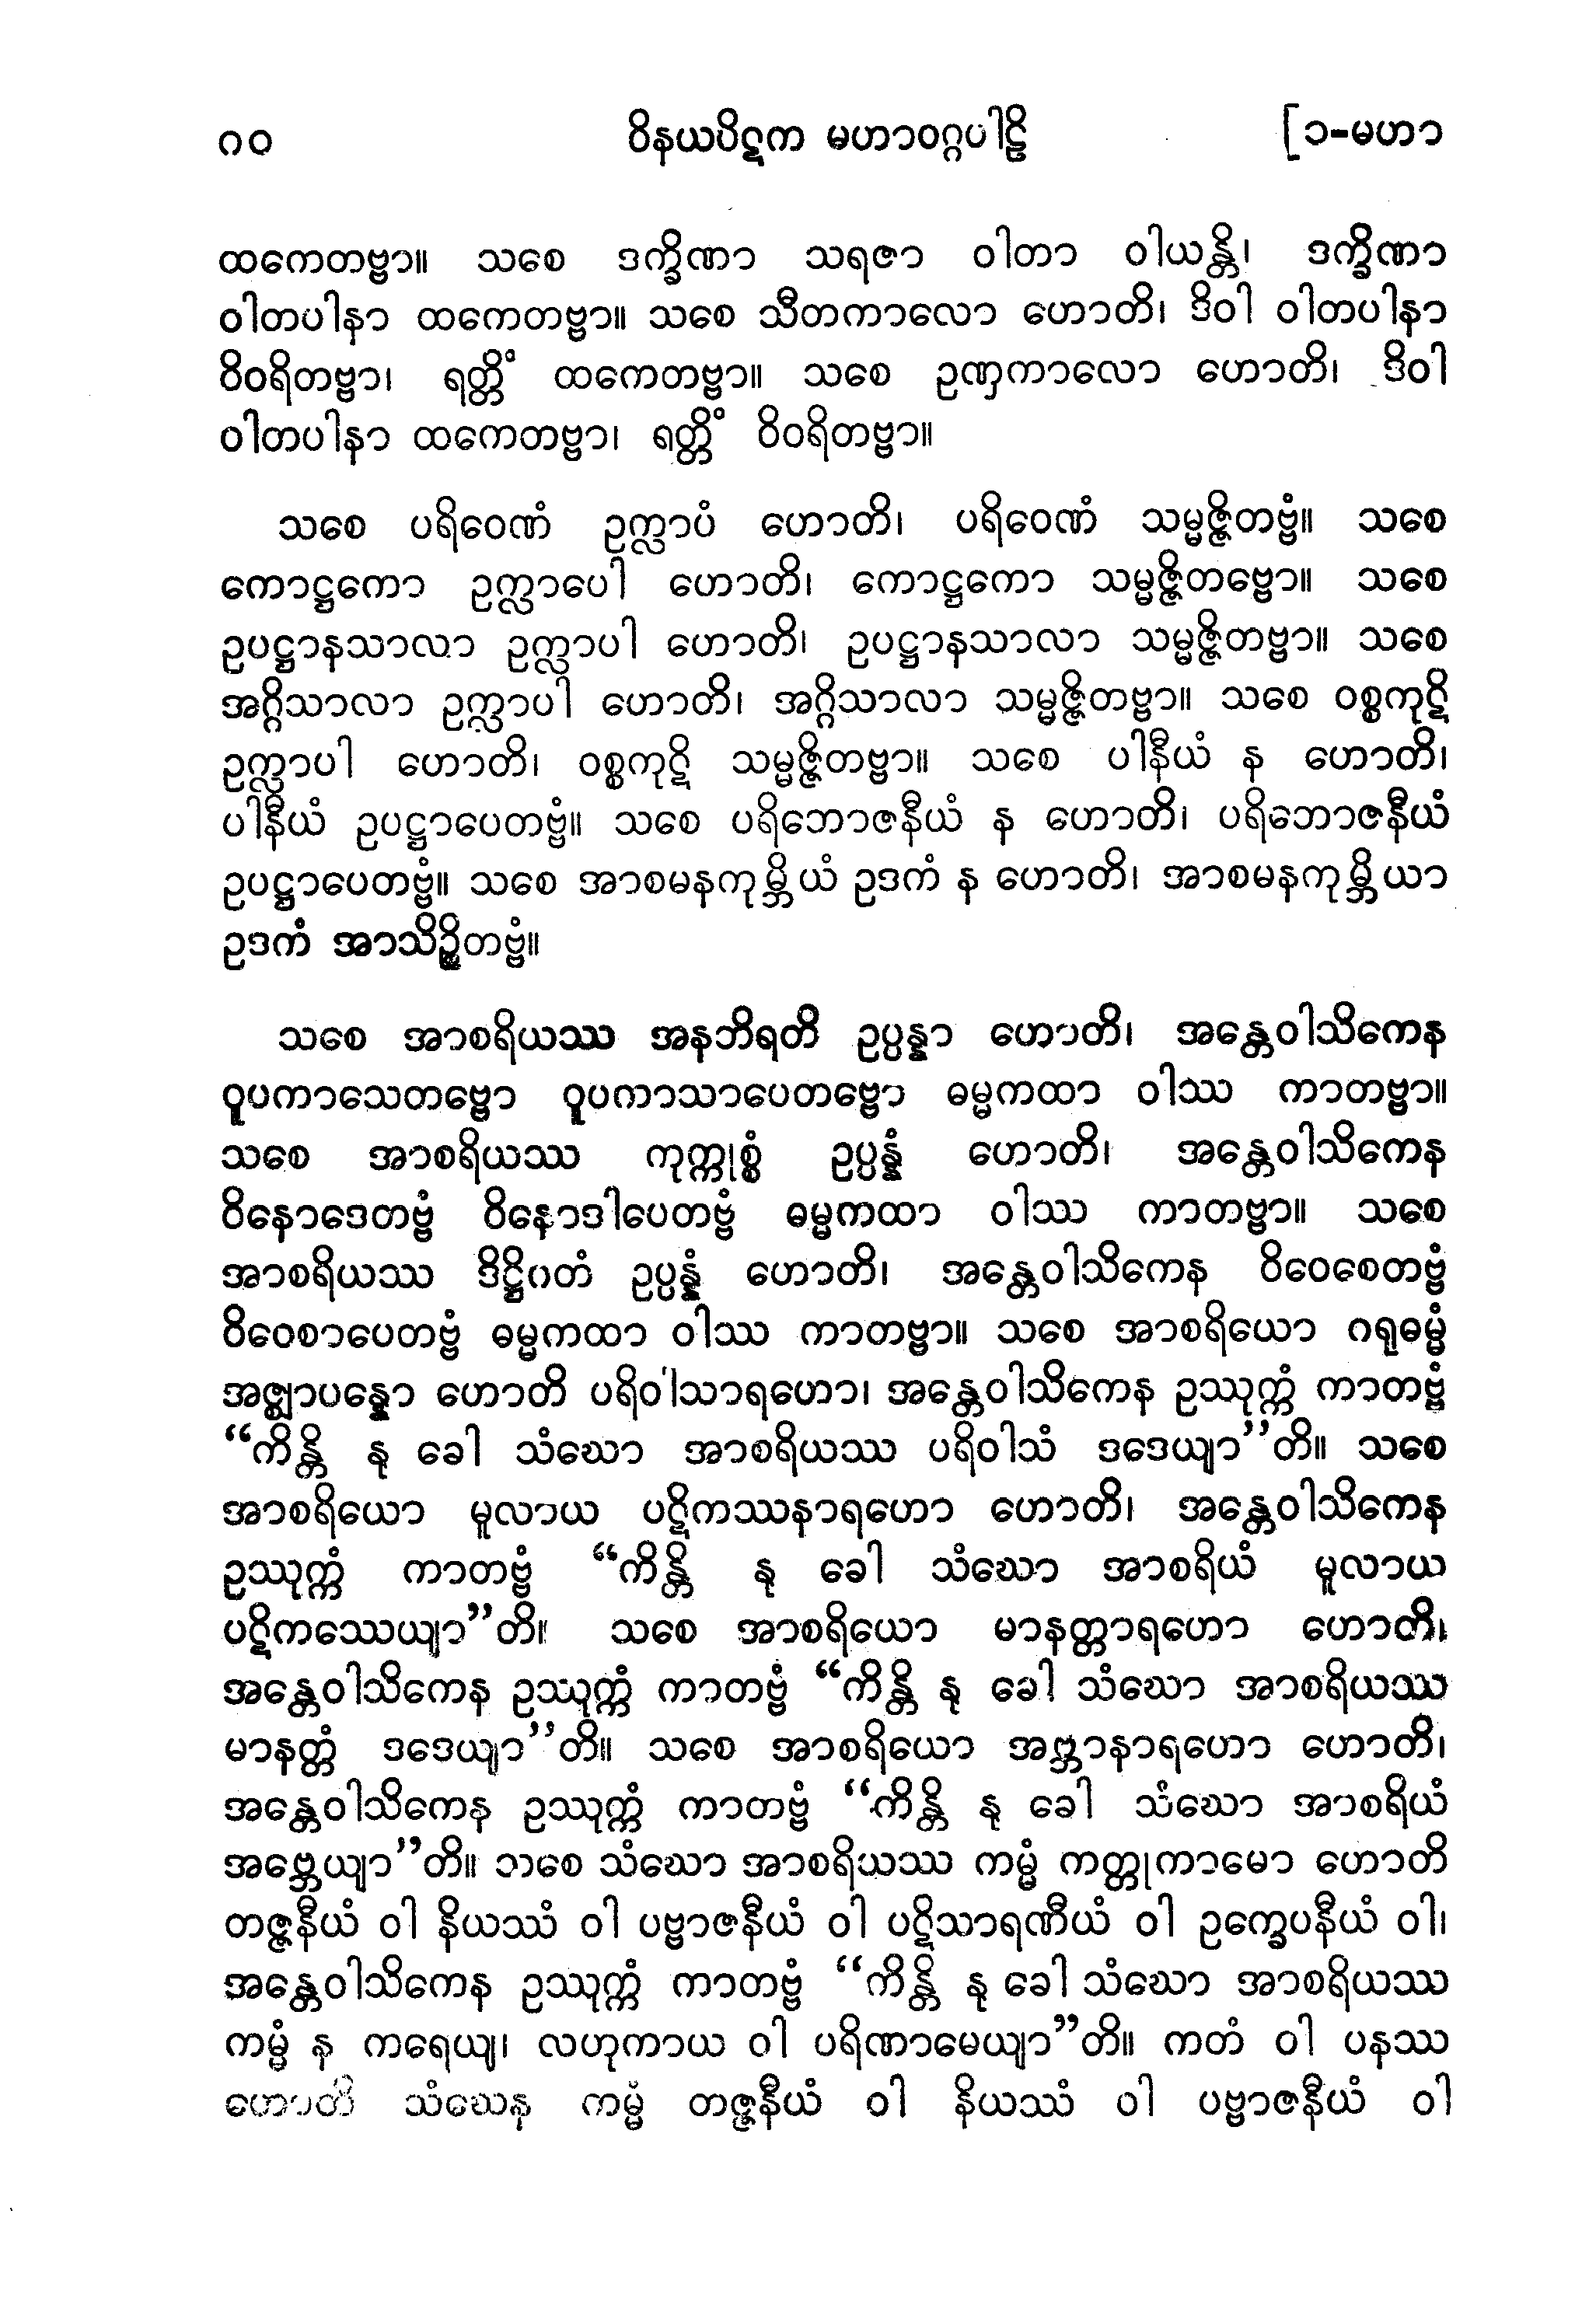 ၈၀ ဝိနယပိဋက မဟာဝဂ္ဂပါဠိ [၁-မဟာ
ထကေတဗ္ဗာ။ သစေ ဒက္ခိဏာ သရဇာ ဝါတာ ဝါယန္တိ၊ ဒက္ခိဏာ
ဝါတပါနာ ထကေတဗ္ဗာ။ သစေ သီတကာလော ဟောတိ၊ ဒိဝါ ဝါတပါနာ
ဝိဝရိတဗ္ဗာ၊ ရတ္တိံ ထကေတဗ္ဗာ။ သစေ ဥဏှကာလော ဟောတိ၊ ဒိဝါ
ဝါတပါနာ ထကေတဗ္ဗာ၊ ရတ္တိံ ဝိဝရိတဗ္ဗာ။
သစေ ပရိဝေဏံ ဥက္လာပံ ဟောတိ၊ ပရိဝေဏံ သမ္မဇ္ဇိတဗ္ဗံ။ သစေ
ကောဋ္ဌကော ဥက္လာပေါ ဟောတိ၊ ကောဋ္ဌကော သမ္မဇ္ဇိတဗ္ဗော။ သစေ
ဥပဋ္ဌာနသာလာ ဥက္လာပါ ဟောတိ၊ ဥပဋ္ဌာနသာလာ သမ္မဇ္ဇိတဗ္ဗာ။ သစေ
အဂ္ဂိသာလာ ဥက္လာပါ ဟောတိ၊ အဂ္ဂိသာလာ သမ္မဇ္ဇိတဗ္ဗာ။ သစေ ဝစ္စကုဋိ
ဥက္လာပါ ဟောတိ၊ ဝစ္စကုဋိ သမ္မဇ္ဇိတဗ္ဗာ။ သစေ ပါနီယံ န ဟောတိ၊
ပါနီယံ ဥပဋ္ဌာပေတဗ္ဗံ။ သစေ ပရိဘောဇနီယံ န ဟောတိ၊ ပရိဘောဇနီယံ
ဥပဋ္ဌာပေတဗ္ဗံ။ သစေ အာစမနကုမ္ဘိယံ ဥဒကံ န ဟောတိ၊ အာစမနကုမ္ဘိယာ
ဥဒကံ အာသိဉ္စိတဗ္ဗံ။
သစေ အာစရိယဿ အနဘိရတိ ဥပ္ပန္နာ ဟောတိ၊ အန္တေဝါသိကေန
ဝူပကာသေတဗ္ဗော ဝူပကာသာပေတဗ္ဗော ဓမ္မကထာ ဝါဿ ကာတဗ္ဗာ။
သစေ အာစရိယဿ ကုက္ကုစ္စံ ဥပ္ပန္နံ ဟောတိ၊ အန္တေဝါသိကေန
ဝိနောဒေတဗ္ဗံ ဝိနောဒါပေတဗ္ဗံ ဓမ္မကထာ ဝါဿ ကာတဗ္ဗာ။ သစေ
အာစရိယဿ ဒိဋ္ဌိဂတံ ဥပ္ပန္နံ ဟောတိ၊ အန္တေဝါသိကေန ဝိဝေစေတဗ္ဗံ
ဝိဝေစာပေတဗ္ဗံ ဓမ္မကထာ ဝါဿ ကာတဗ္ဗာ။ သစေ အာစရိယော ဂရုဓမ္မံ
အဇ္ဈာပန္နော ဟောတိ ပရိဝါသာရဟော၊ အန္တေဝါသိကေန ဥဿုက္ကံ ကာတဗ္ဗံ
“ကိန္တိ နု ခေါ သံဃော အာစရိယဿ ပရိဝါသံ ဒဒေယျာ”တိ။ သစေ
အာစရိယော မူလာယ ပဋိကဿနာရဟော ဟောတိ၊ အန္တေဝါသိကေန
ဥဿုက္ကံ ကာတဗ္ဗံ “ကိန္တိ နု ခေါ သံဃော အာစရိယံ မူလာယ
ပဋိကဿေယျာ”တိ။ သစေ အာစရိယော မာနတ္တာရဟော ဟောတိ၊
အန္တေဝါသိကေန ဥဿုက္ကံ ကာတဗ္ဗံ “ကိန္တိ နု ခေါ သံဃော အာစရိယဿ
မာနတ္တံ ဒဒေယျာ”တိ။ သစေ အာစရိယော အဗ္ဘာနာရဟော ဟောတိ၊
အန္တေဝါသိကေန ဥဿုက္ကံ ကာတဗ္ဗံ “ကိန္တိ နု ခေါ သံဃော အာစရိယံ
အဗ္ဘေယျာ”တိ။ သစေ သံဃော အာစရိယဿ ကမ္မံ ကတ္တုကာမော ဟောတိ
တဇ္ဇနီယံ ဝါ နိယဿံ ဝါ ပဗ္ဗာဇနီယံ ဝါ ပဋိသာရဏီယံ ဝါ ဥက္ခေပနီယံ ဝါ၊
အန္တေဝါသိကေန ဥဿုက္ကံ ကာတဗ္ဗံ “ကိန္တိ နု ခေါ သံဃော အာစရိယဿ
ကမ္မံ န ကရေယျ၊ လဟုကာယ ဝါ ပရိဏာမေယျာ”တိ။ ကတံ ဝါ ပနဿ
ဟောတိ သံဃေန ကမ္မံ တဇ္ဇနီယံ ဝါ နိယဿံ ဝါ ပဗ္ဗာဇနီယံ ဝါ